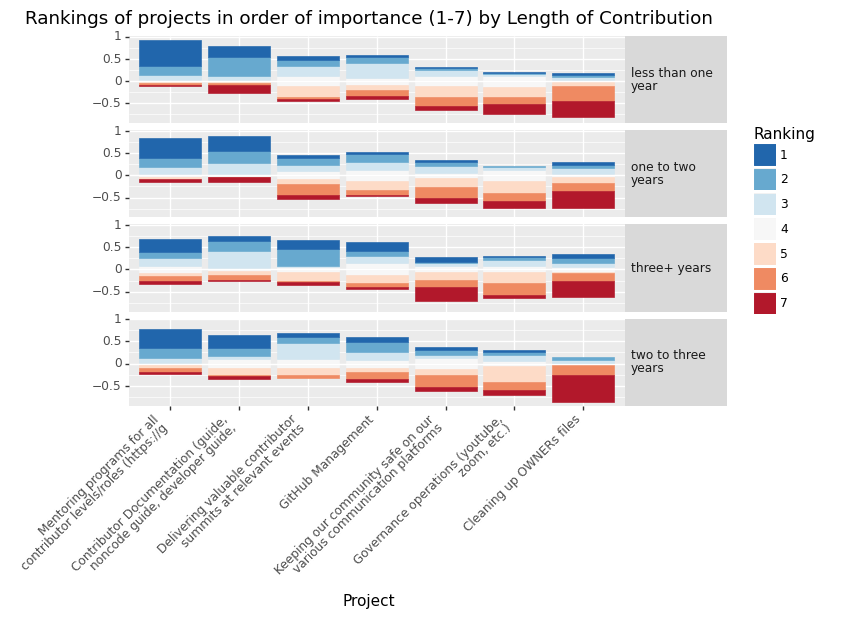 Rankings of projects in order of importance (1-7) by Length of Contribution
1
0.5
0
−0.5
less than one
year
1
0.5
0
−0.5
one to two
years
1
0.5
0
−0.5
three+ years
1
0.5
0
−0.5
two to three
years
Ranking
1
2
3
4
5
6
7
Mentoring programs for all
contributor levels/roles (https://g
Contributor Documentation (guide,
noncode guide, developer guide,
Delivering valuable contributor
summits at relevant events
GitHub Management
Keeping our community safe on our
various communication platforms
Governance operations (youtube,
zoom, etc.)
Cleaning up OWNERs files
Project